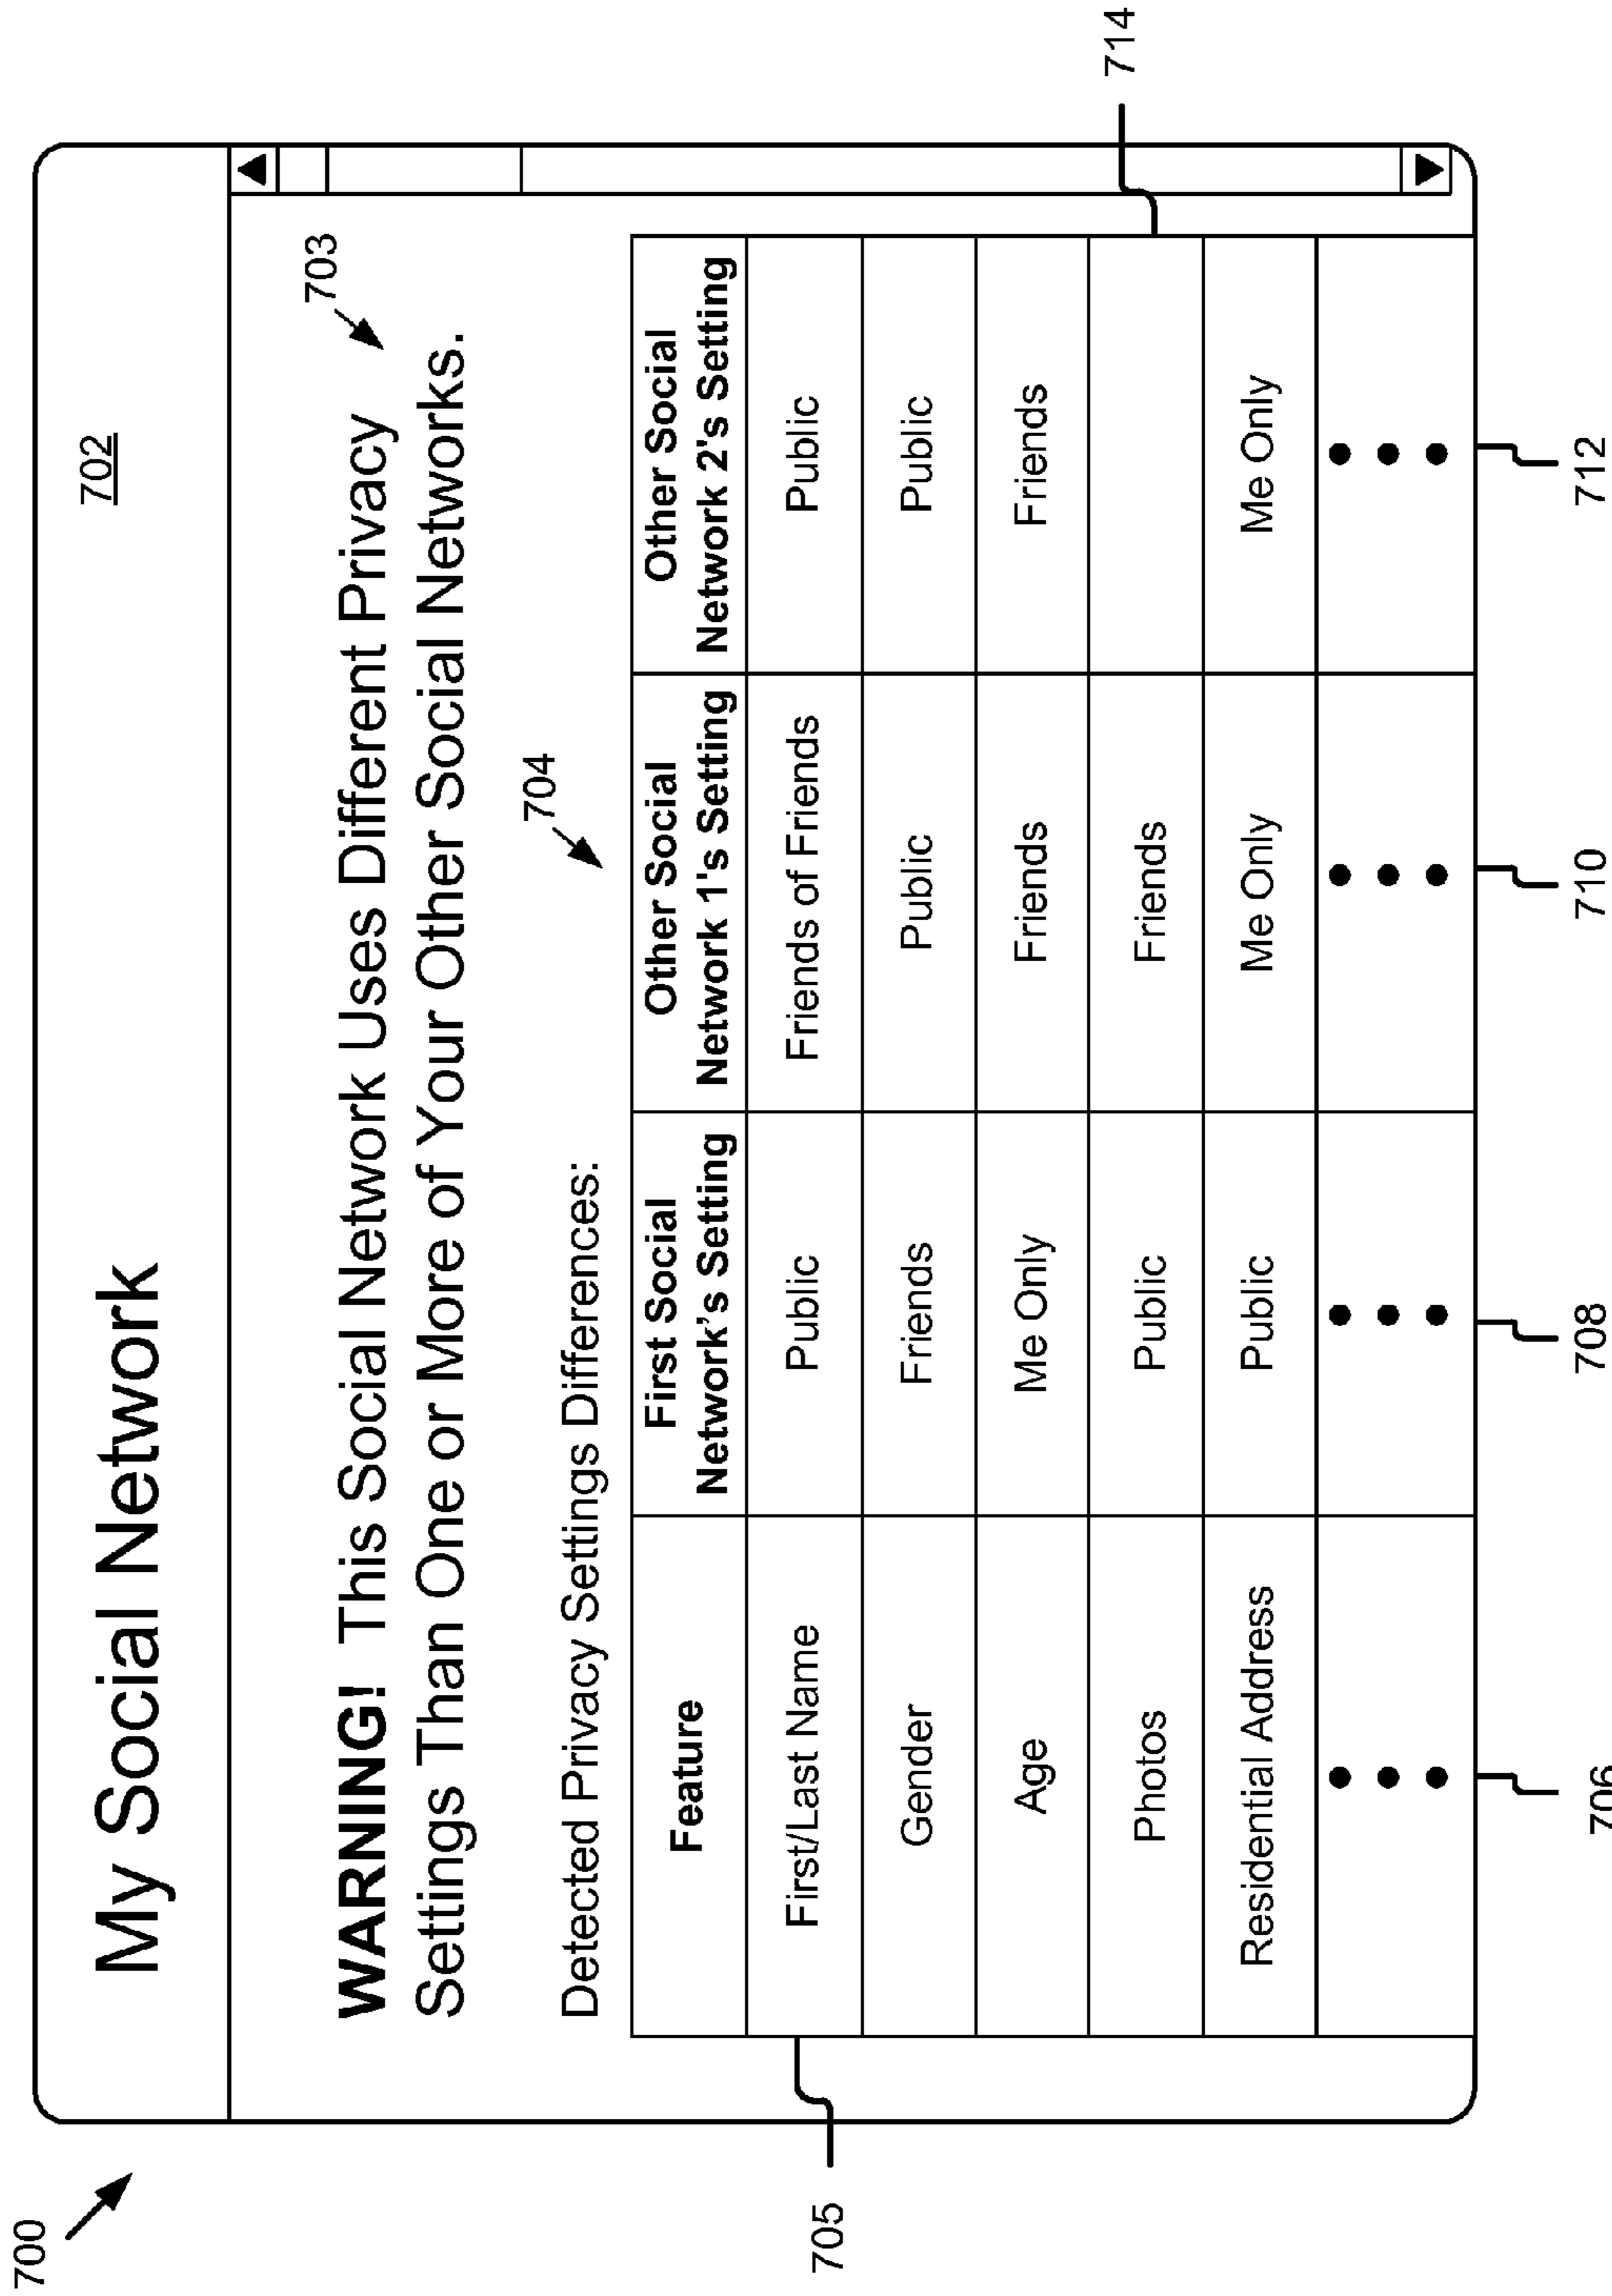 700
My Social Network
702
WARNING! This Social Network Uses Different Privacy
Settings Than One or More of Your Other Social Networks.
703
704
Detected Privacy Settings Differences:
Feature
First Social
Network's Setting
Other Social
Network 1's Setting
Other Social
Network 2's Setting
First/Last Name
Public
Friends of Friends
Public
705
Gender
Friends
Public
Public
Age
Me Only
Friends
Friends
Photos
Public
Friends
714
Residential Address
Public
Me Only
Me Only
706
708
710
712